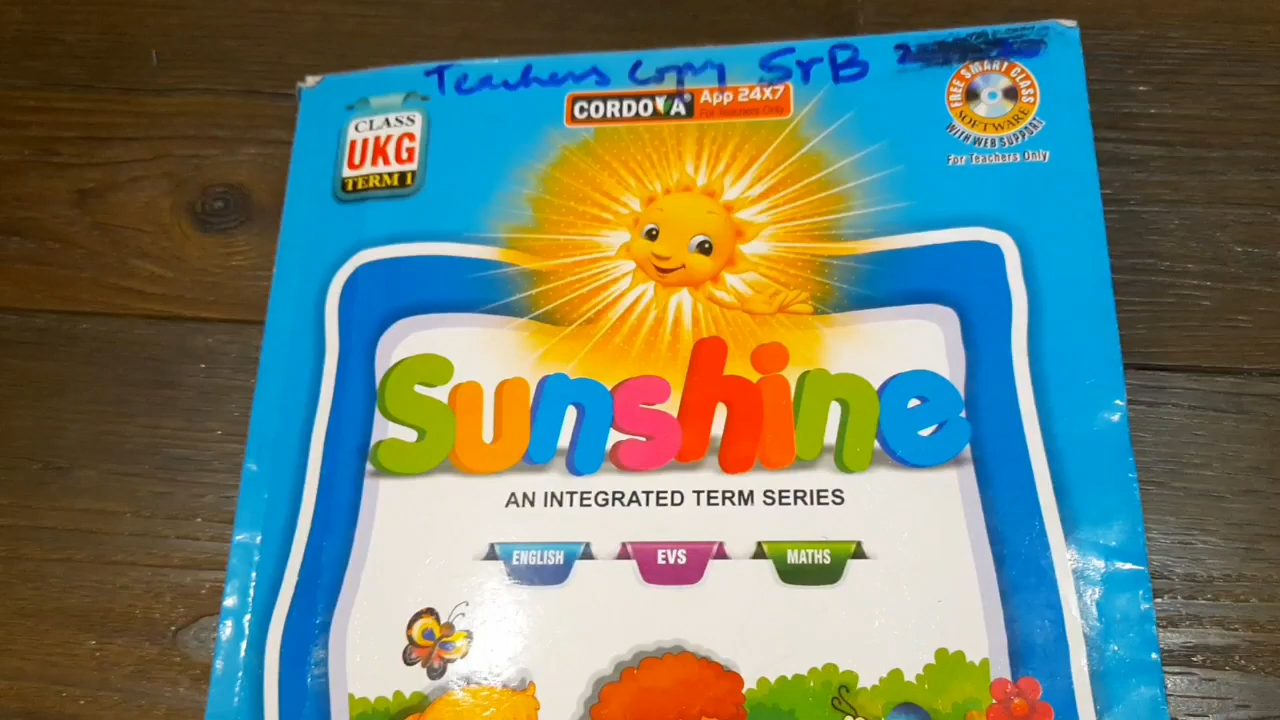 Teachers copy SrB
CORDOVA® App 24X7
For Teachers Only
CLASS
UKG
TERM I
FREE SMART CLASS
SOFTWARE
WITH WEB SUPPORT
For Teachers Only
Sunshine
AN INTEGRATED TERM SERIES
ENGLISH EVS MATHS